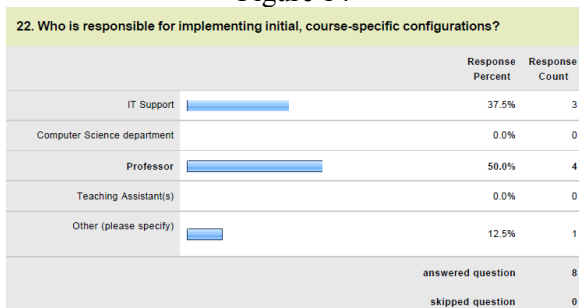 22. Who is responsible for implementing initial, course-specific configurations?
Response Percent Response Count
IT Support 37.5% 3
Computer Science department 0.0% 0
Professor 50.0% 4
Teaching Assistant(s) 0.0% 0
Other (please specify) 12.5% 1
answered question 8
skipped question 0